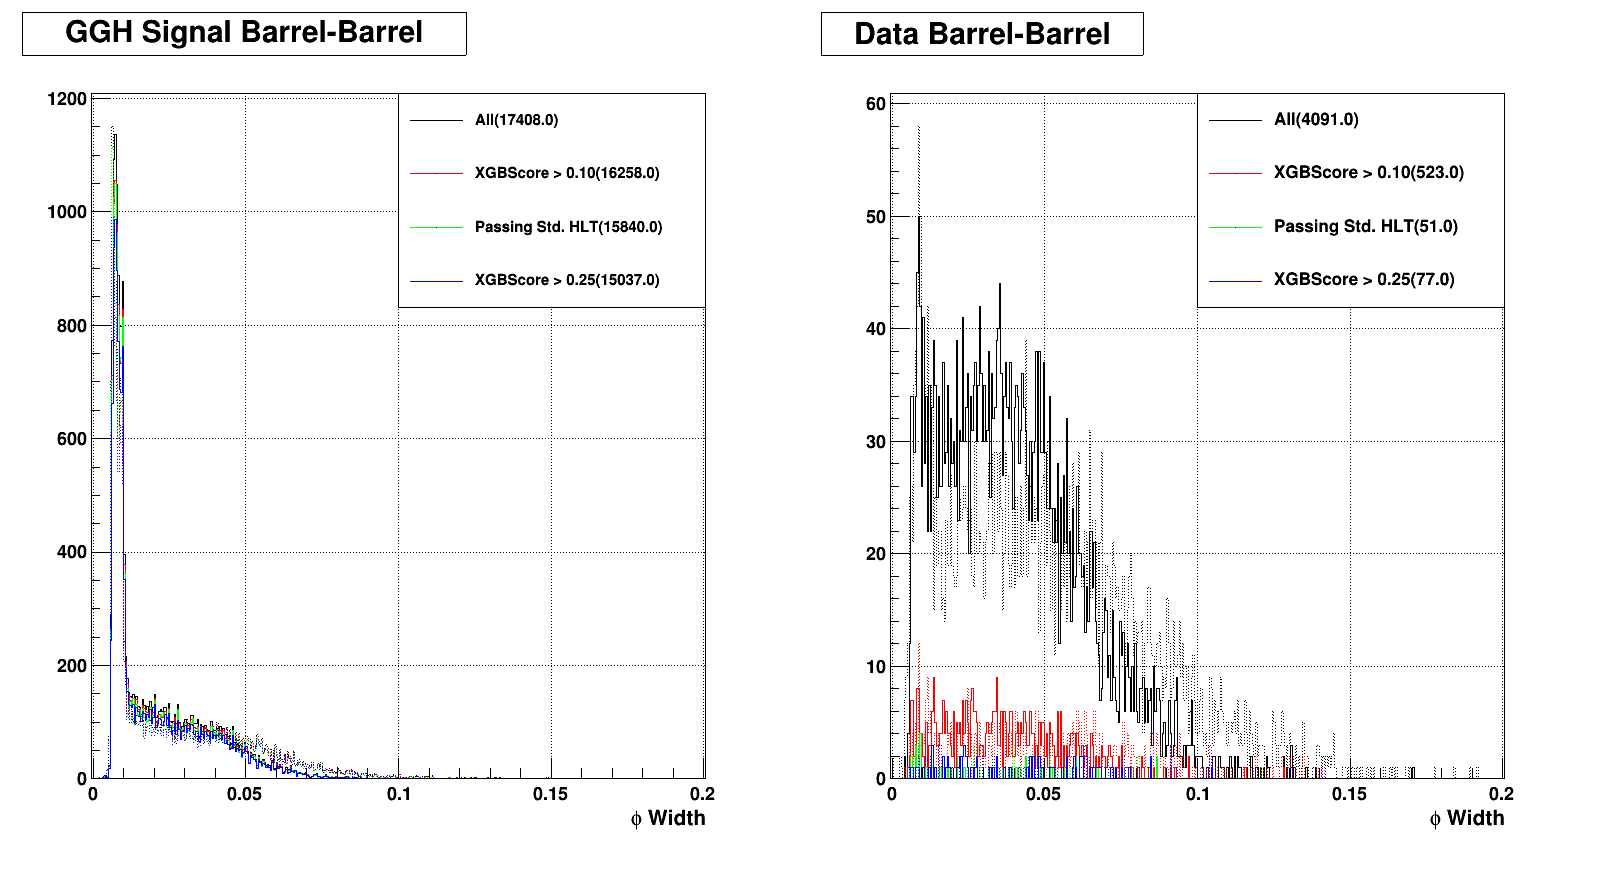 GGH Signal Barrel-Barrel
1200
1000
800
600
400
200
0
All(17408.0)
XGBScore > 0.10(16258.0)
Passing Std. HLT(15840.0)
XGBScore > 0.25(15037.0)
0 0.05 0.1 0.15 0.2
ϕ Width
Data Barrel-Barrel
60
50
40
30
20
10
0
All(4091.0)
XGBScore > 0.10(523.0)
Passing Std. HLT(51.0)
XGBScore > 0.25(77.0)
0 0.05 0.1 0.15 0.2
ϕ Width